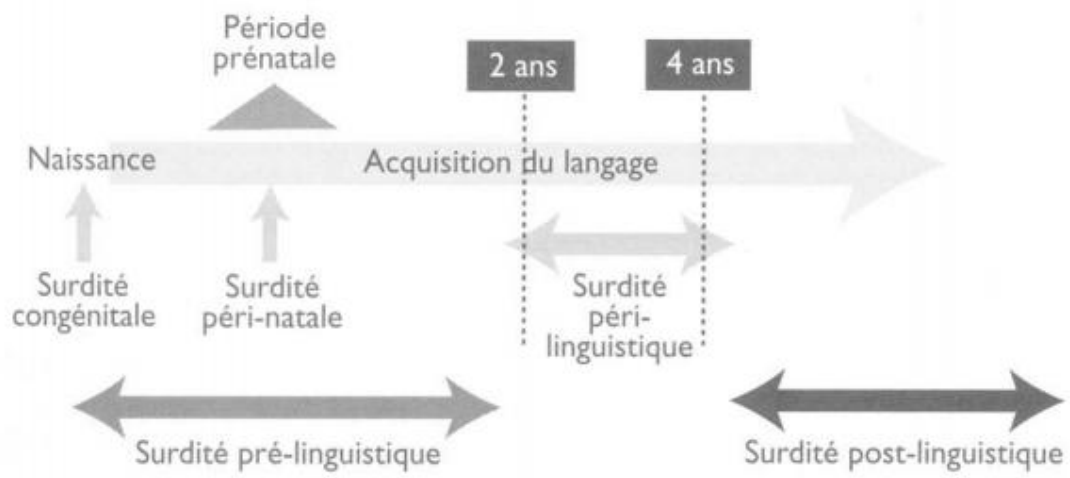 Période
prénatale
2 ans
4 ans
Naissance
Acquisition du langage
Surdité
congénitale
Surdité
péri-natale
Surdité
péri-
linguistique
Surdité pré-linguistique
Surdité post-linguistique